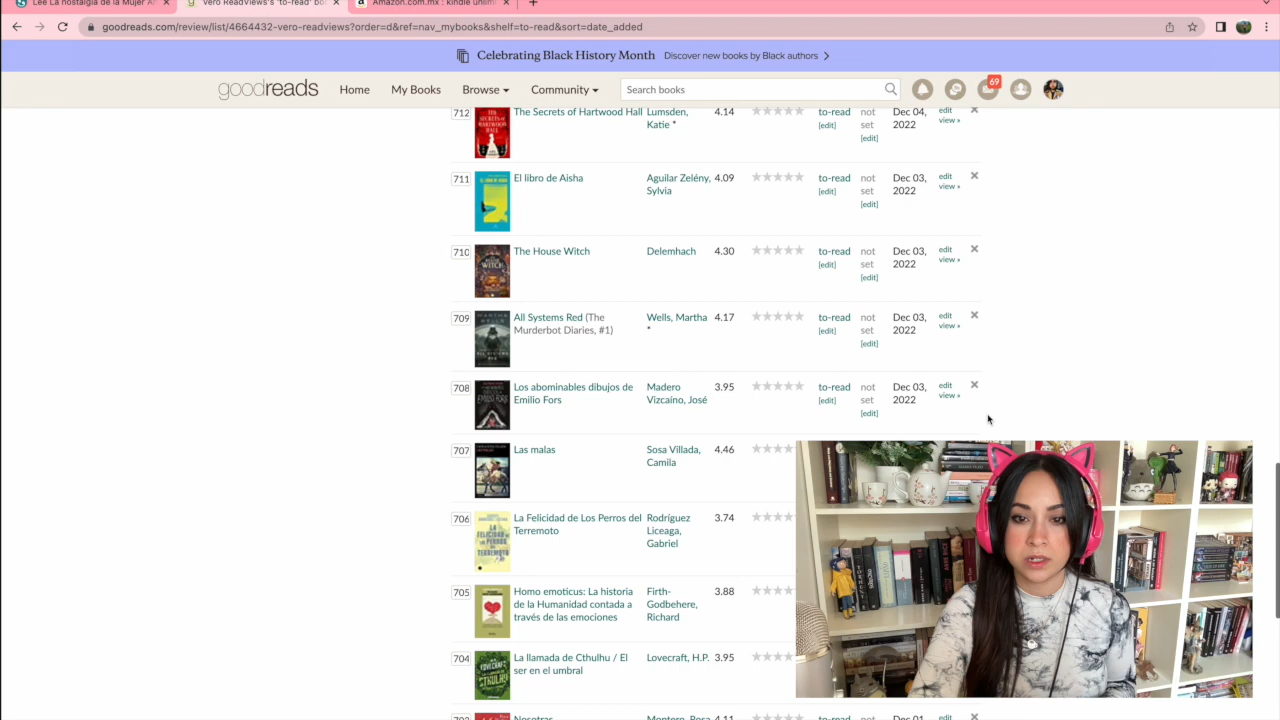 Lee La nostalgia de la Mujer An
Vero ReadViews's 'to-read' bo
Amazon.com.mx : kindle unlimi
goodreads.com/review/list/4664432-vero-readviews?order=d&ref=nav_mybooks&shelf=to-read&sort=date_added
Celebrating Black History Month Discover new books by Black authors
goodreads Home My Books Browse Community Search books 69
712 The Secrets of Hartwood Hall Lumsden, 4.14 to-read not Dec 04, edit
Katie * [edit] set 2022 view »
[edit]
711 El libro de Aisha Aguilar Zelény, 4.09 to-read not Dec 03, edit
Sylvia [edit] set 2022 view »
[edit]
710 The House Witch Delemhach 4.30 to-read not Dec 03, edit
[edit] set 2022 view »
[edit]
709 All Systems Red (The Wells, Martha 4.17 to-read not Dec 03, edit
Murderbot Diaries, #1) * [edit] set 2022 view »
[edit]
708 Los abominables dibujos de Madero 3.95 to-read not Dec 03, edit
Emilio Fors Vizcaíno, José [edit] set 2022 view »
[edit]
707 Las malas Sosa Villada, 4.46
Camila
706 La Felicidad de Los Perros del Rodríguez 3.74
Terremoto Liceaga,
Gabriel
705 Homo emoticus: La historia Firth- 3.88
de la Humanidad contada a Godbehere,
través de las emociones Richard
704 La llamada de Cthulhu / El Lovecraft, H.P. 3.95
ser en el umbral
Nosotras Montero, Rosa 4.11 Dec 01, edit